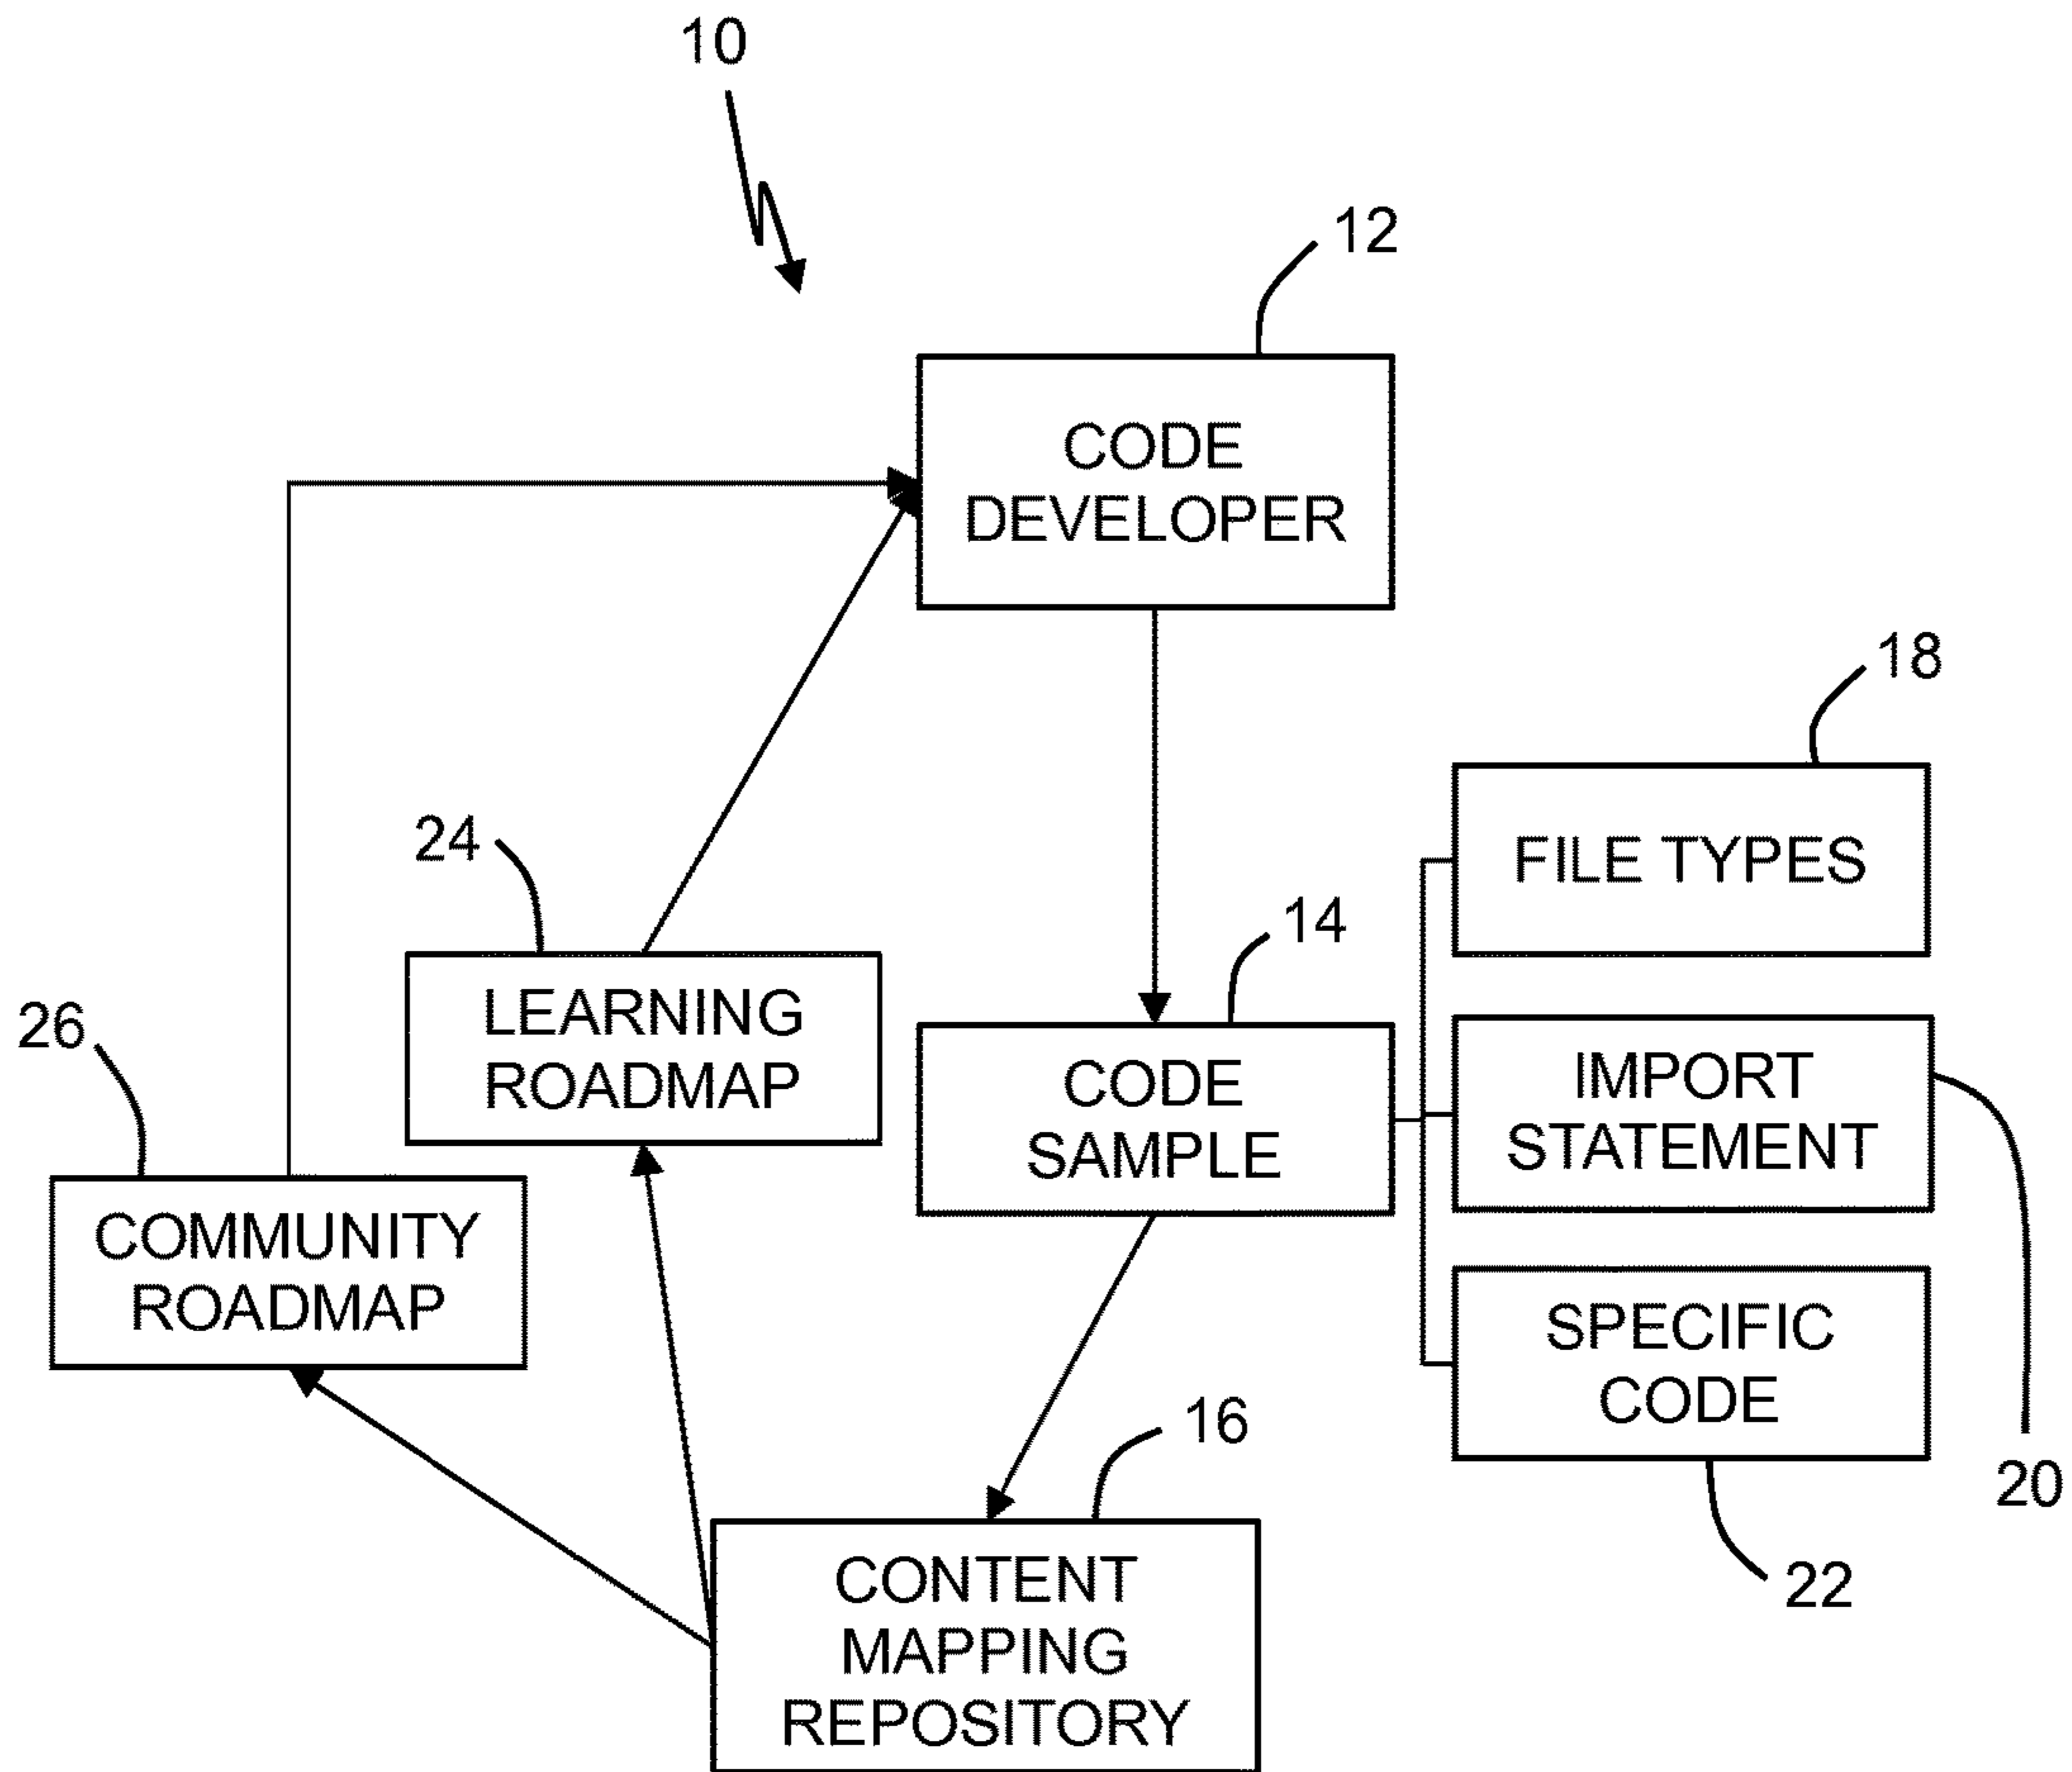 10
12
CODE
DEVELOPER
18
FILE TYPES
24
14
LEARNING
ROADMAP
26
CODE
SAMPLE
IMPORT
STATEMENT
COMMUNITY
ROADMAP
SPECIFIC
CODE
16
20
22
CONTENT
MAPPING
REPOSITORY